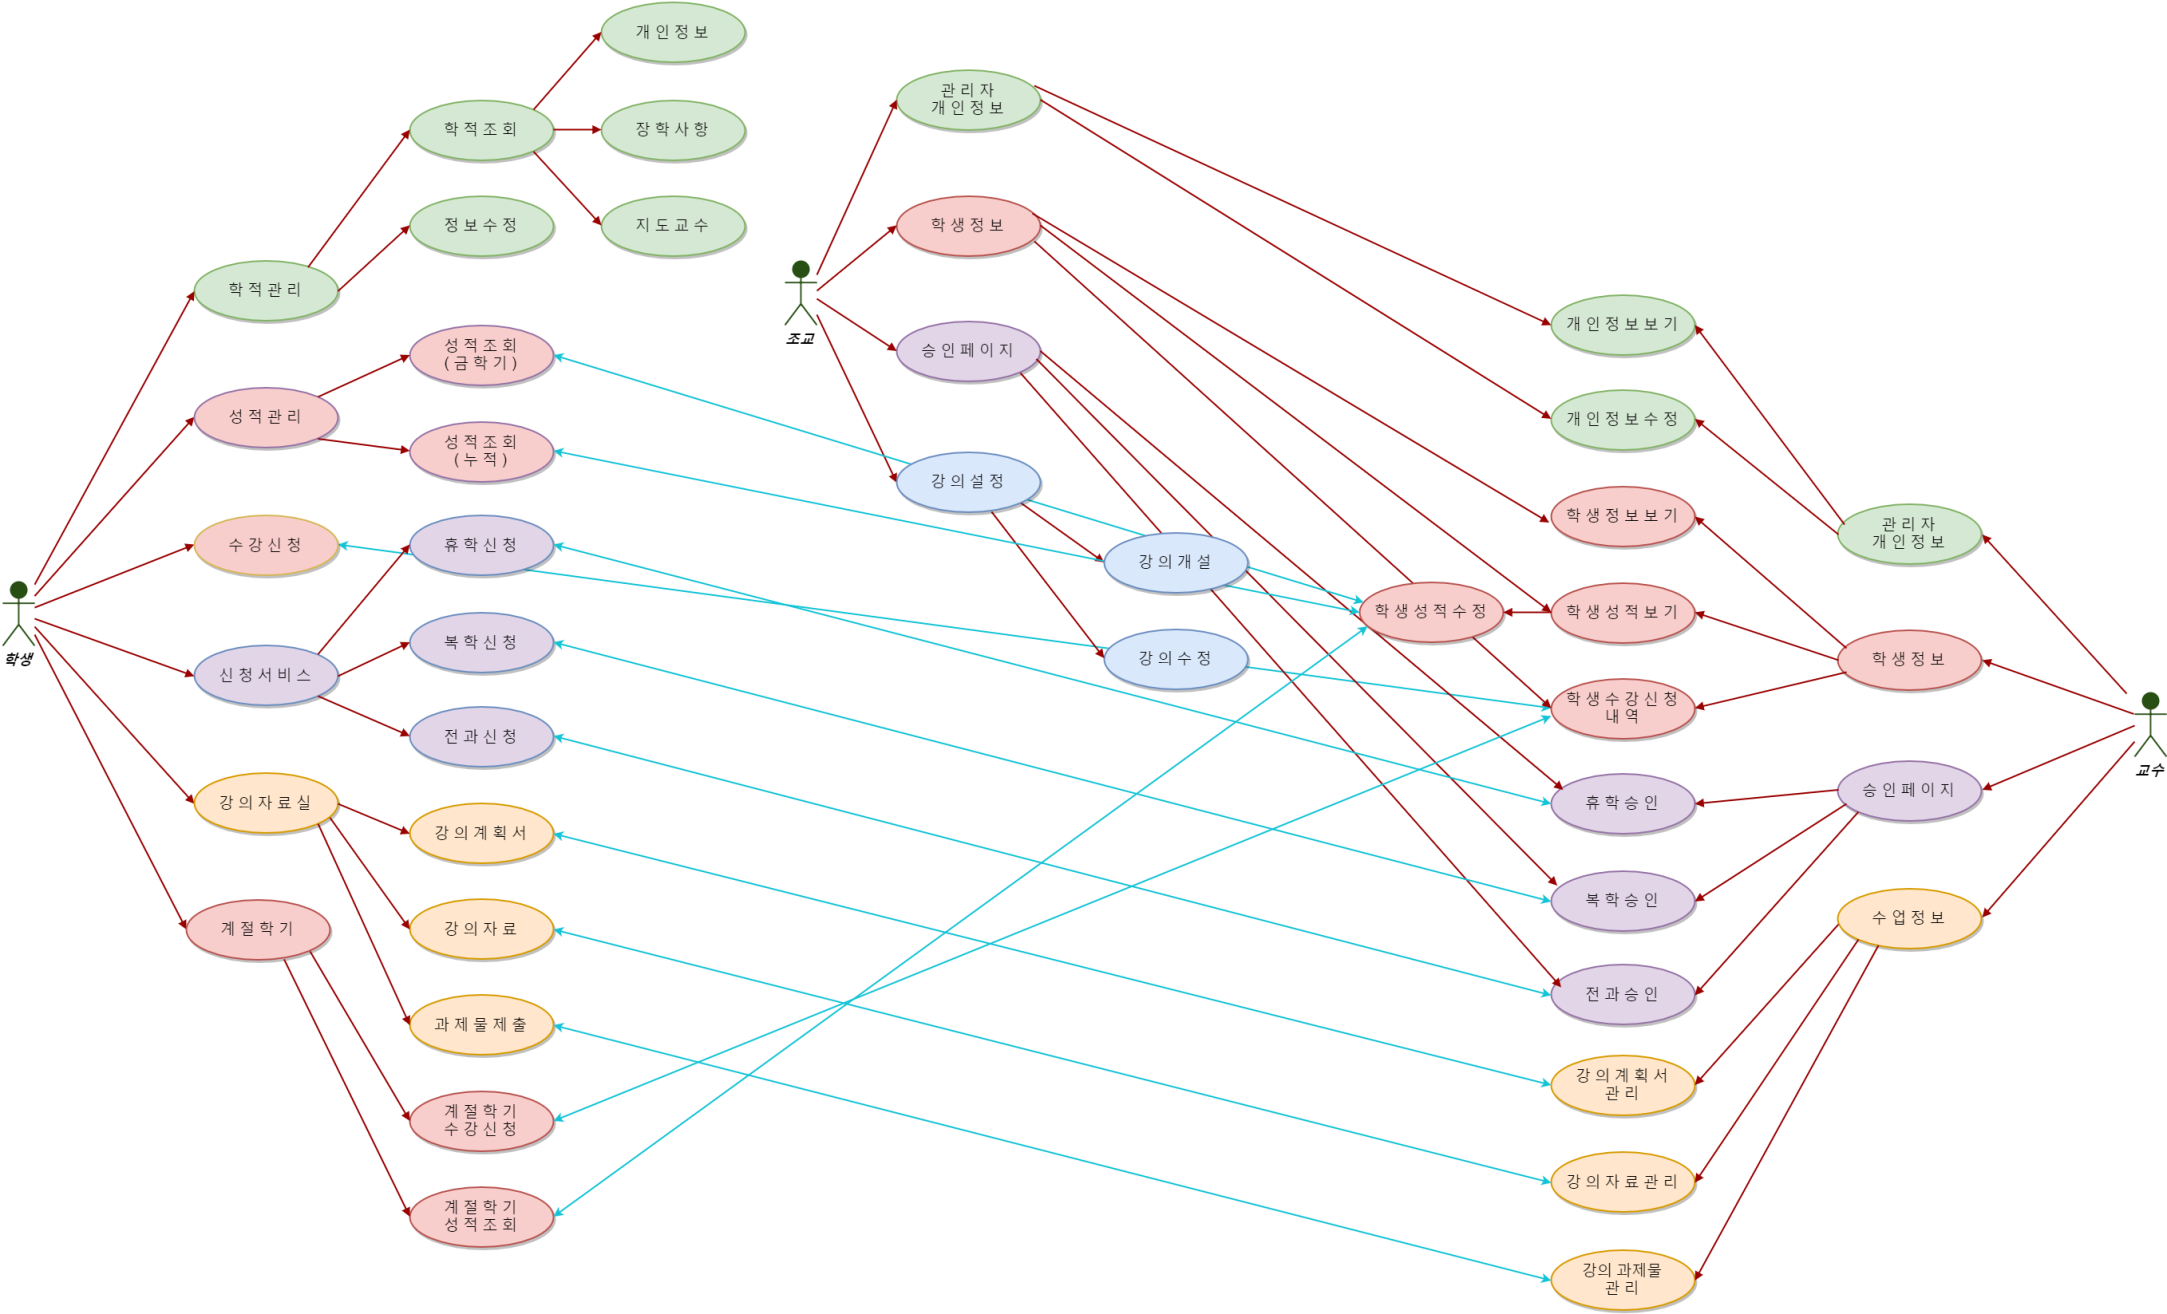 개인정보
학적조회
장학사항
정보수정
지도교수
학적관리
성적조회
(금학기)
성적관리
성적조회
(누적)
수강신청
휴학신청
학생
복학신청
신청서비스
전과신청
강의자료실
강의계획서
계절학기
강의자료
과제물제출
계절학기
수강신청
계절학기
성적조회
관리자
개인정보
학생정보
조교
승인페이지
강의설정
강의개설
강의수정
학생성적수정
개인정보보기
개인정보수정
학생정보보기
학생성적보기
학생수강신청
내역
휴학승인
복학승인
전과승인
강의계획서
관리
강의자료관리
강의 과제물
관리
관리자
개인정보
학생정보
교수
승인페이지
수업정보